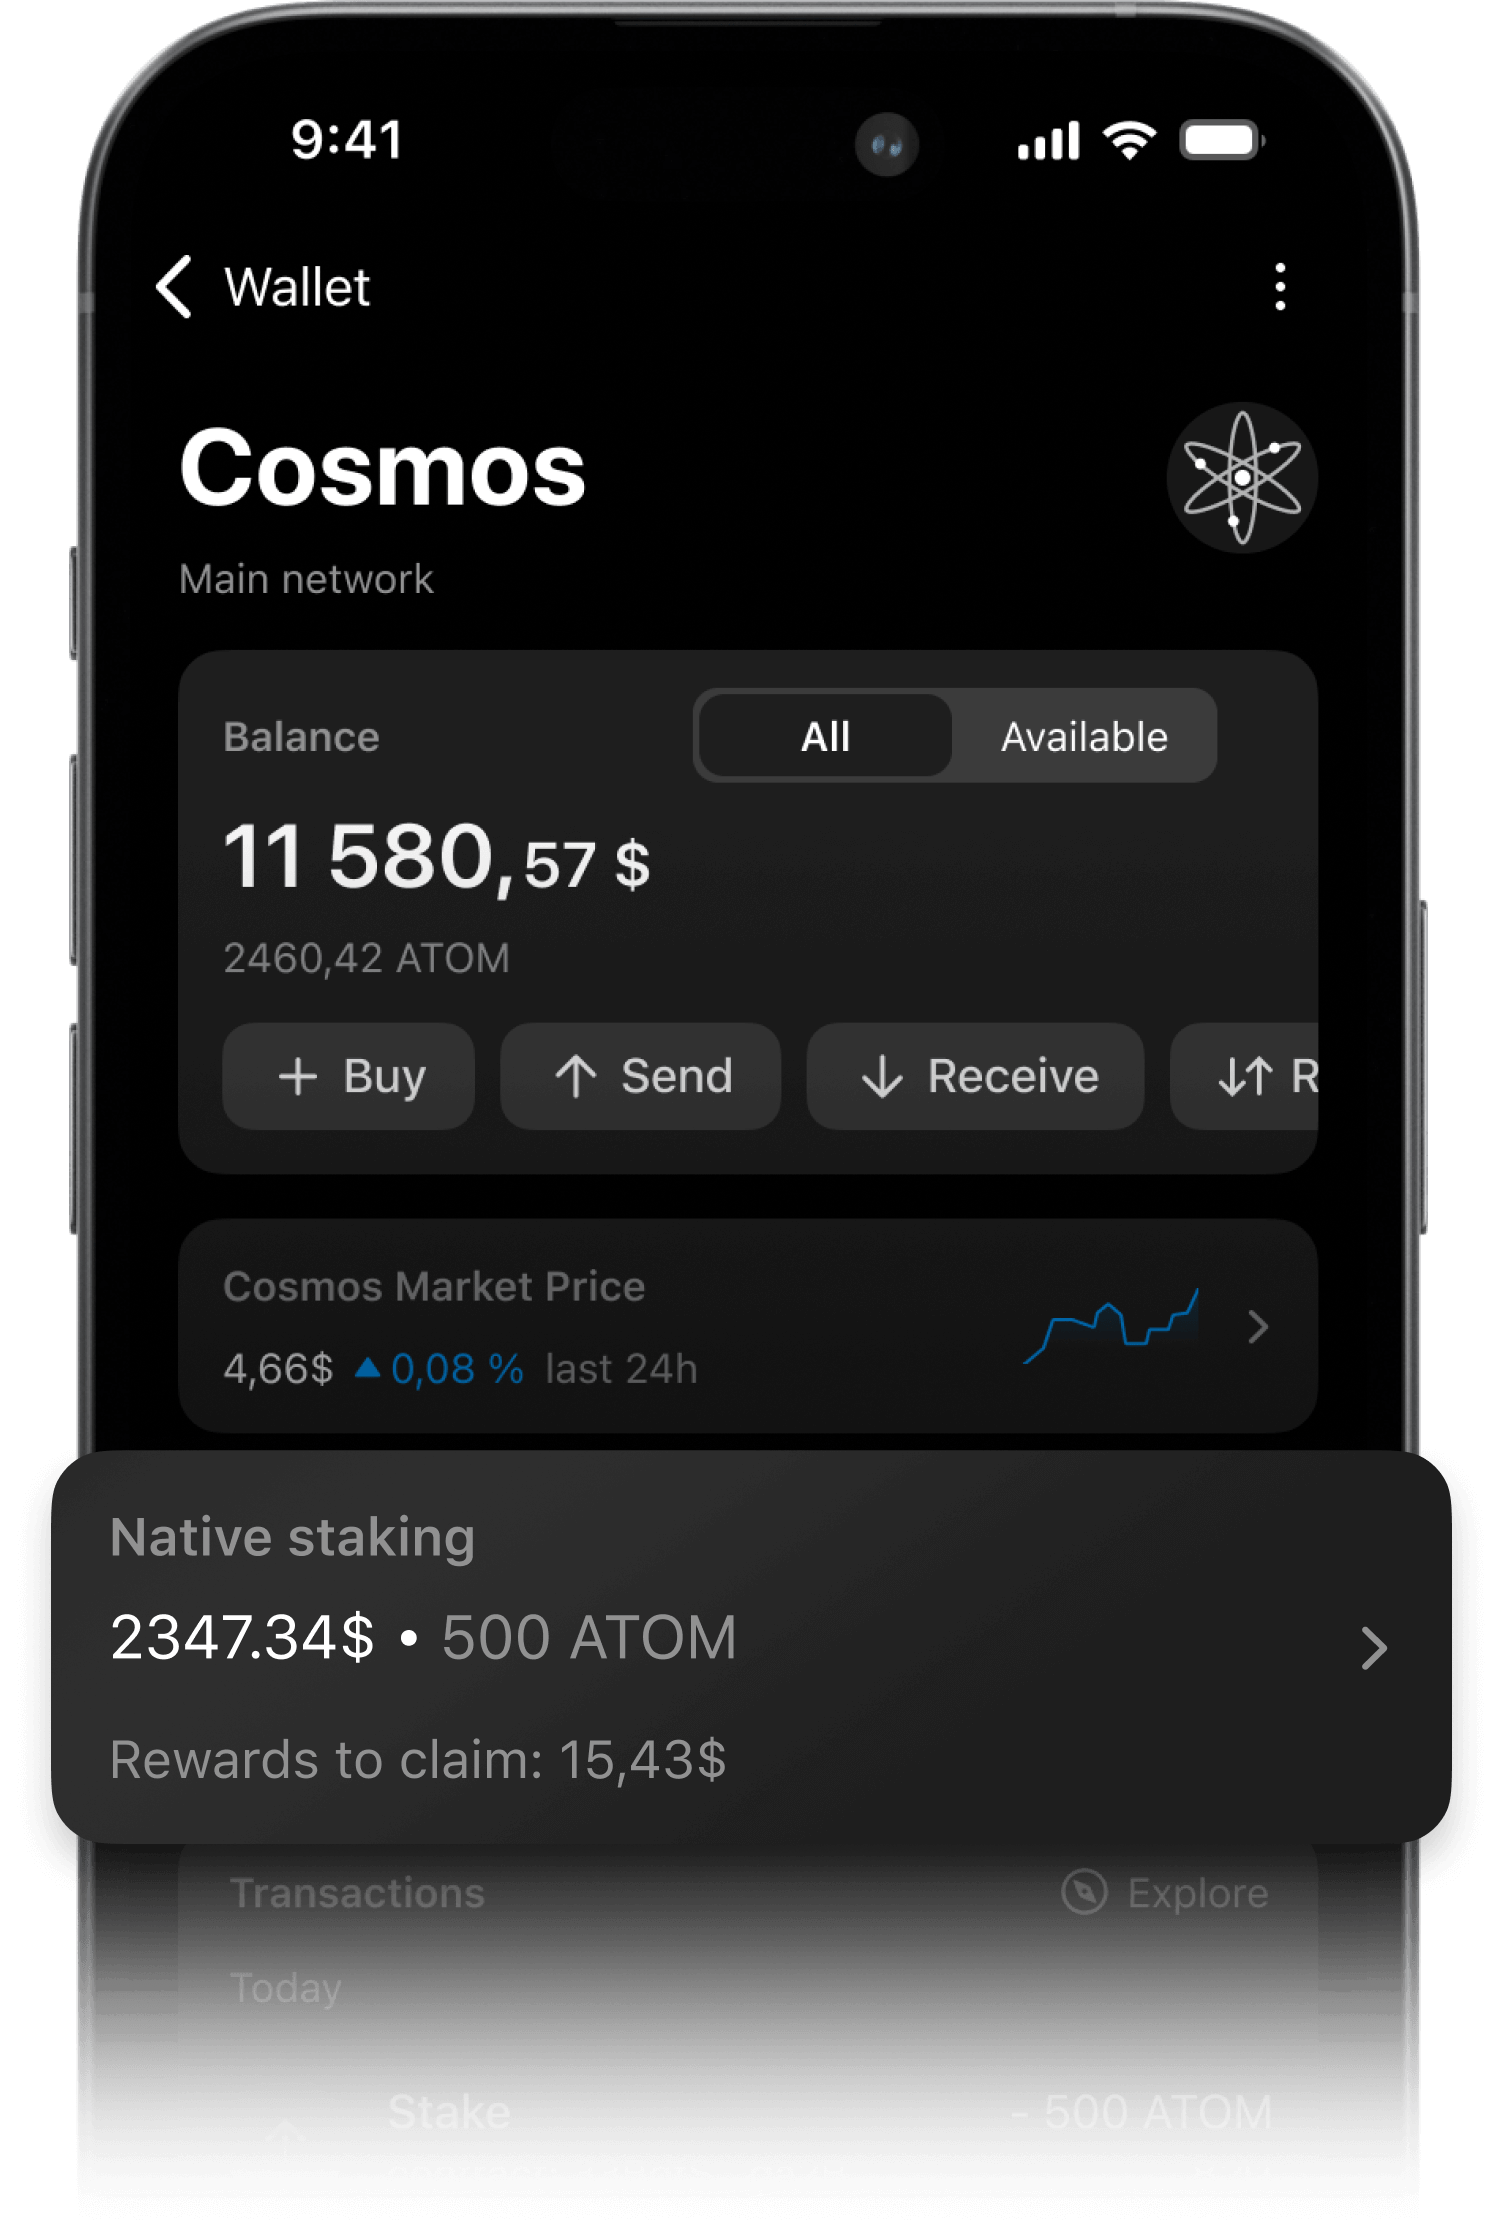 9:41
Wallet
Cosmos
Main network
Balance
All
Available
11 580,57 $
2460,42 ATOM
Buy
Send
Receive
R
Cosmos Market Price
4,66$ 0,08 % last 24h
Native staking
2347.34$ • 500 ATOM
Rewards to claim: 15,43$
Transactions
Explore
Today
Stake
- 500 ATOM